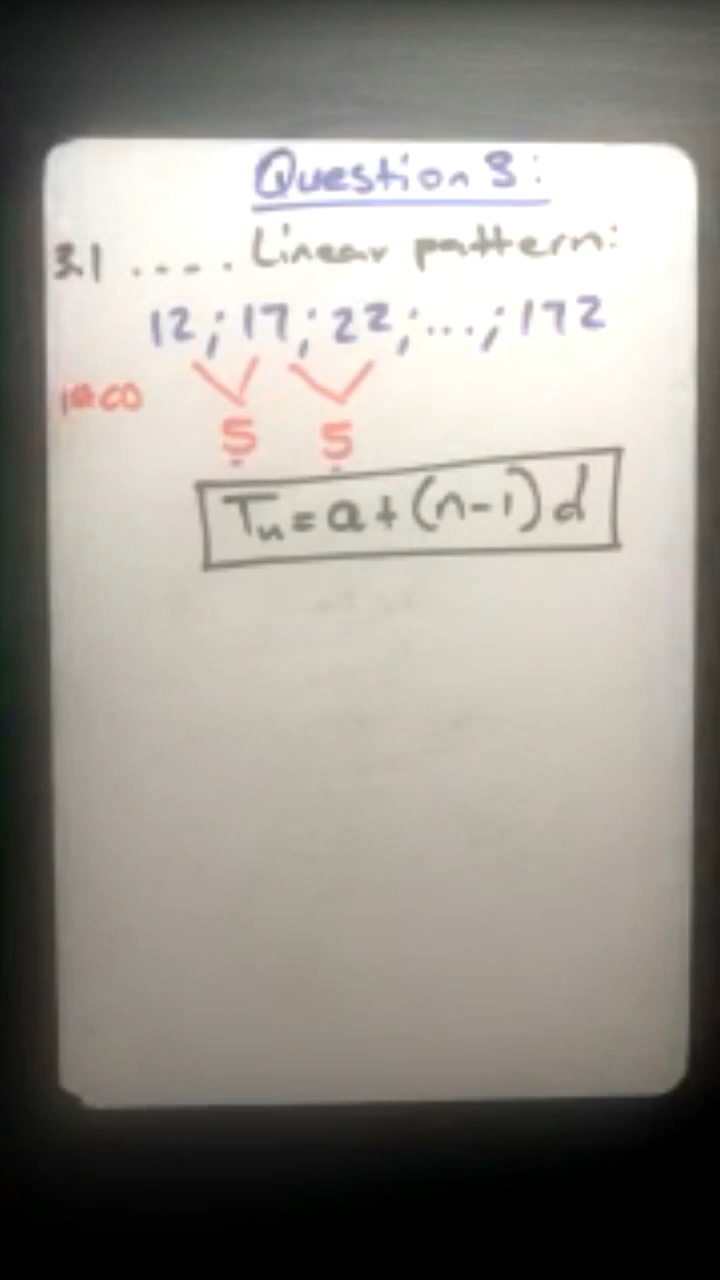 Question 3:
3.1 .... Linear pattern:
12; 17; 22; ...; 172
5 5
Tn = a + (n-1)d